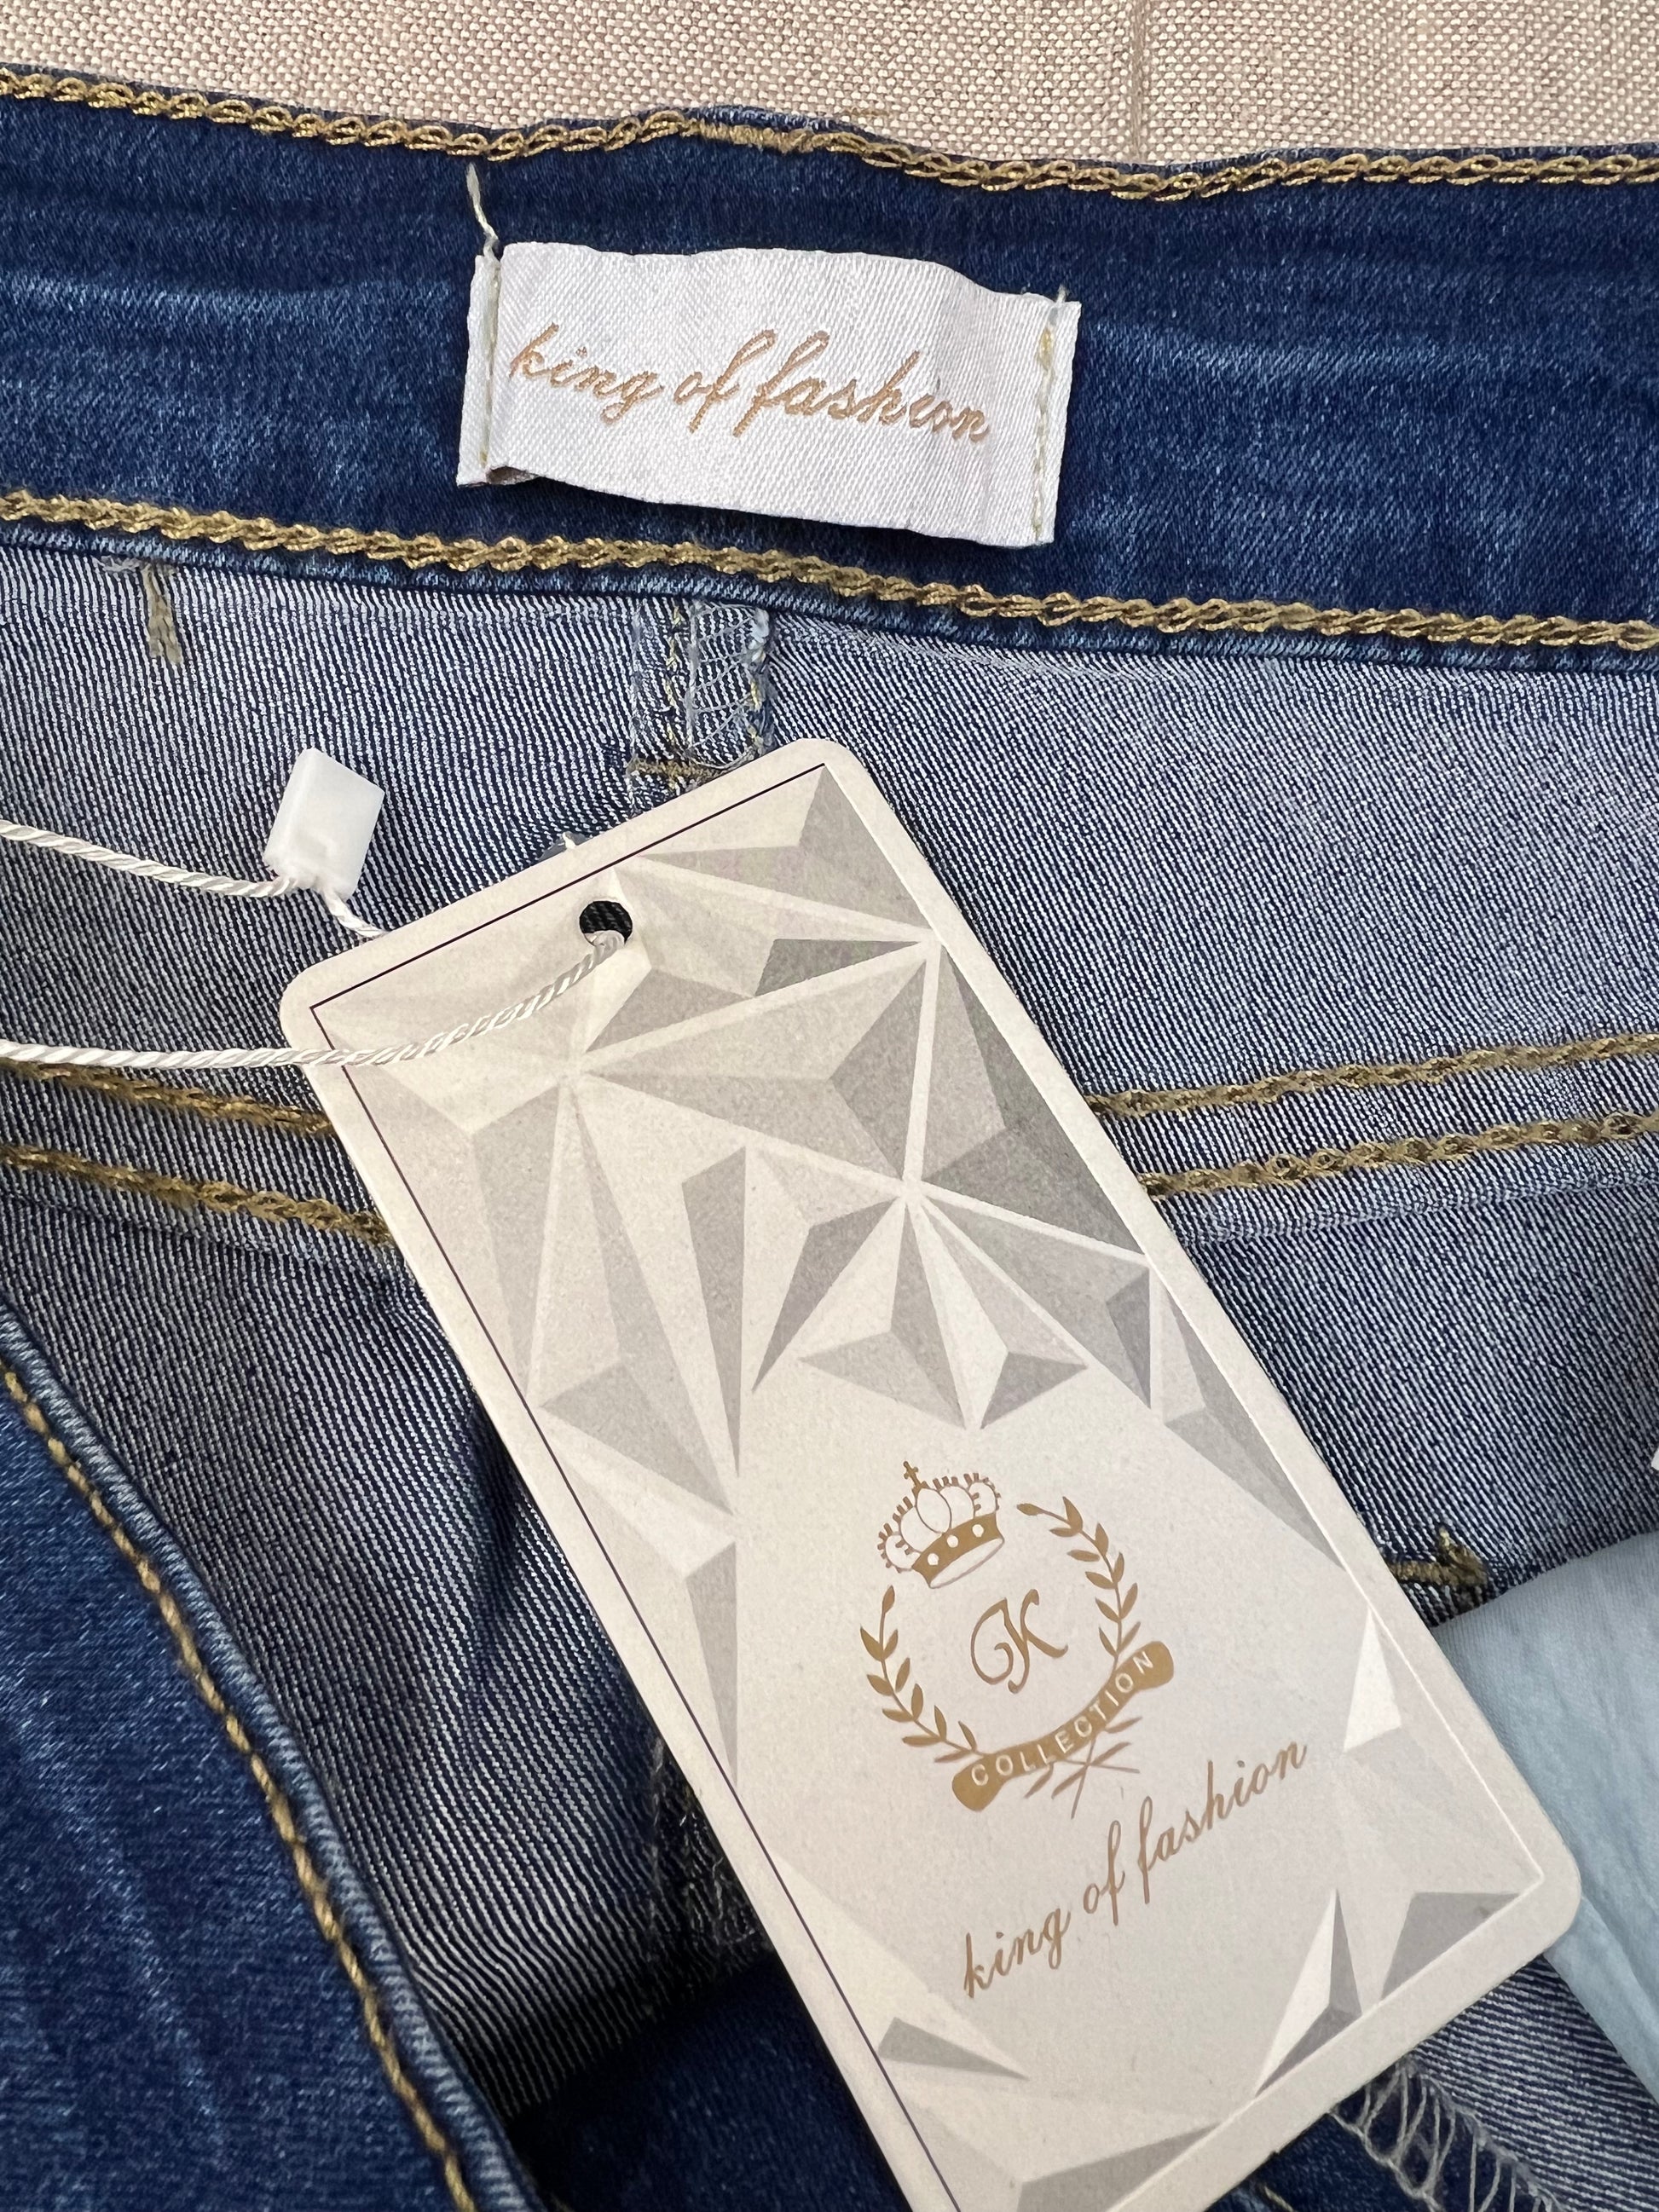 king of fashion
K
COLLECTION
king of fashion